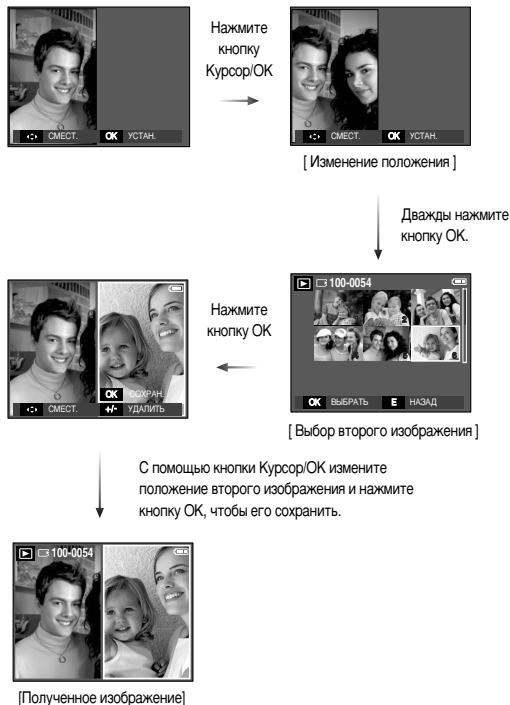 Нажмите
кнопку
Курсор/OK
СМЕСТ. OK УСТАН.
СМЕСТ. OK УСТАН.
[ Изменение положения ]
Дважды нажмите
кнопку OK.
100-0054
OK СОХРАН.
СМЕСТ. +/- УДАЛИТЬ
Нажмите
кнопку OK
OK ВЫБРАТЬ E НАЗАД
[ Выбор второго изображения ]
С помощью кнопки Курсор/OK измените
положение второго изображения и нажмите
кнопку OK, чтобы его сохранить.
100-0054
[Полученное изображение]